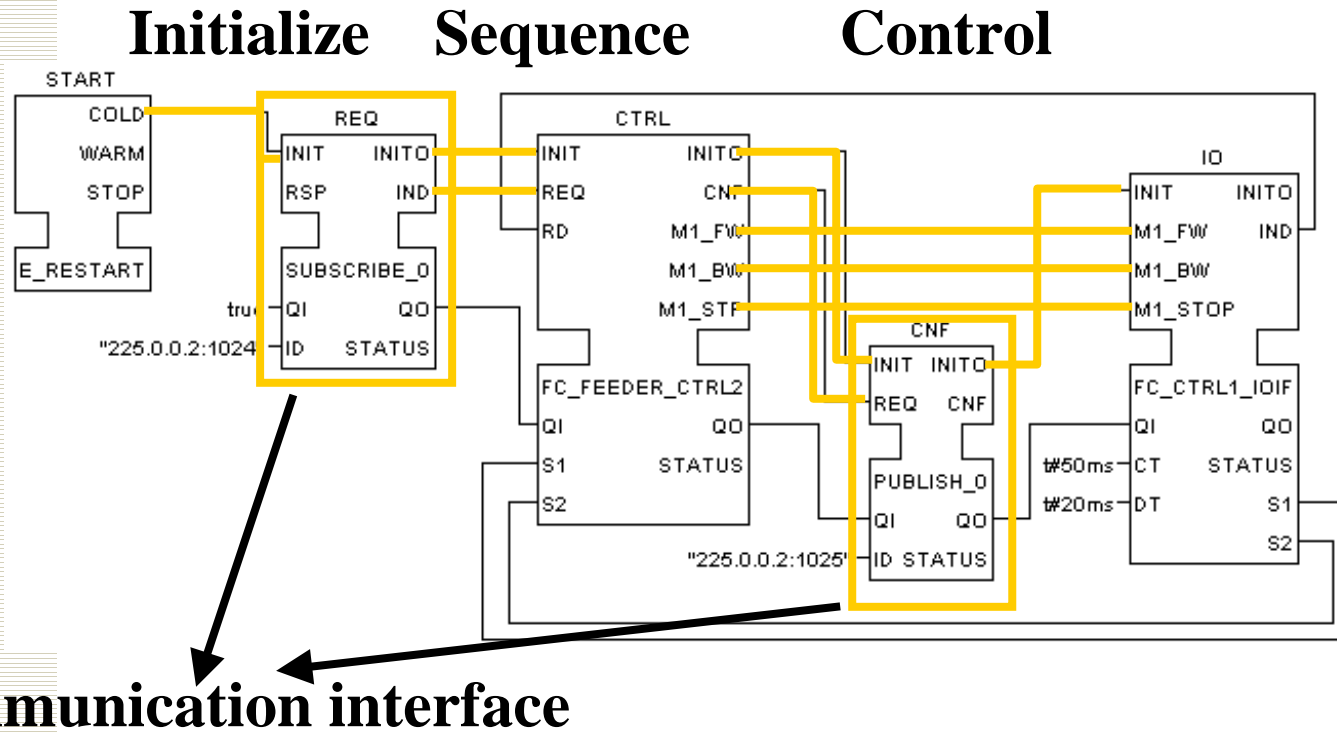 Initialize Sequence Control
START
COLD
WARM
STOP
E_RESTART
REQ
INIT INITO
RSP IND
SUBSCRIBE_0
true QI QO
"225.0.0.2:1024 ID STATUS
CTRL
INIT INITO
REQ CNF
RD M1_FW
M1_BW
M1_STP
FC_FEEDER_CTRL2
QI QO
S1 STATUS
S2
CNF
INIT INITO
REQ CNF
PUBLISH_0
QI QO
"225.0.0.2:1025" ID STATUS
IO
INIT INITO
M1_FW IND
M1_BW
M1_STOP
FC_CTRL1_IOIF
QI QO
t#50ms CT STATUS
t#20ms DT S1
S2
munication interface